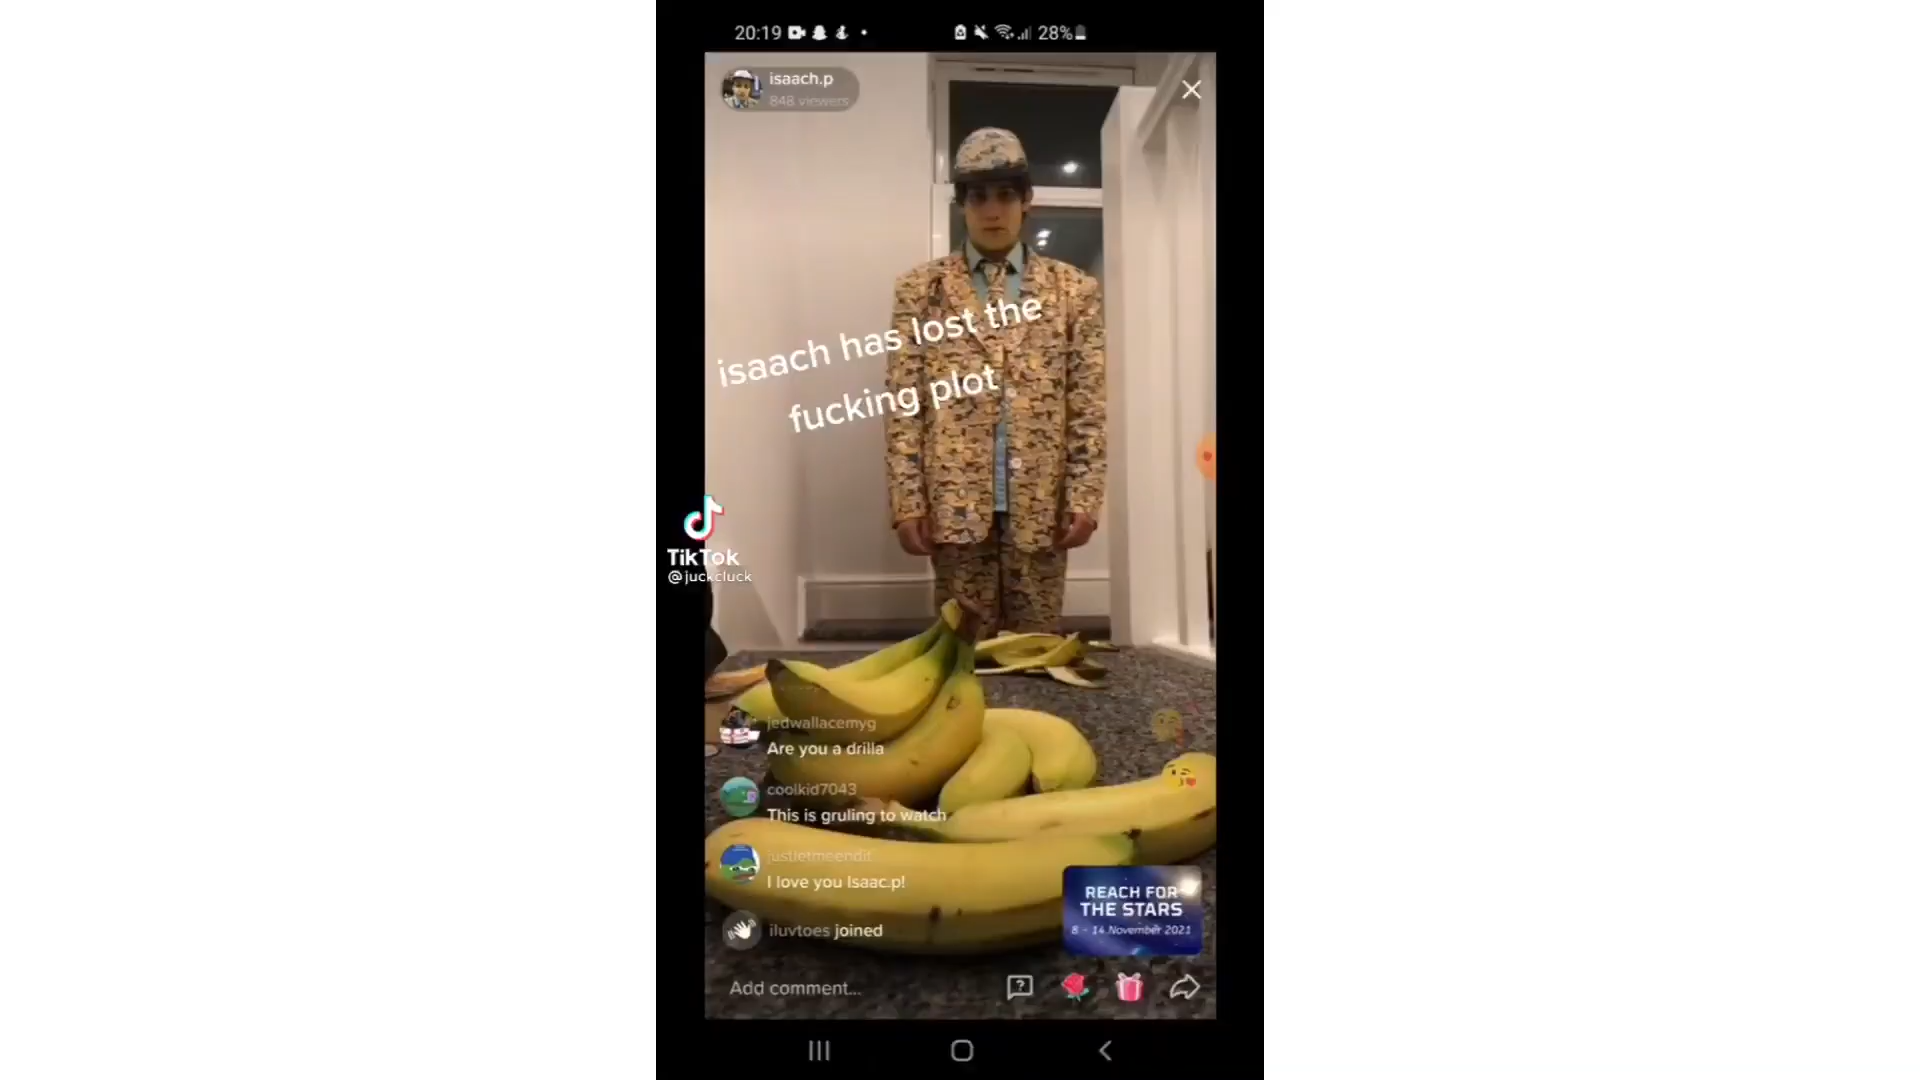 20:19
28%
isaach.p
848 viewers
isaach has lost the
fucking plot
TikTok
@juckcluck
jedwallacemyg
Are you a drilla
coolkid7043
This is gruling to watch
justletmeendit
I love you Isaac.p!
iluvtoes joined
REACH FOR
THE STARS
8 - 14 November 2021
Add comment...